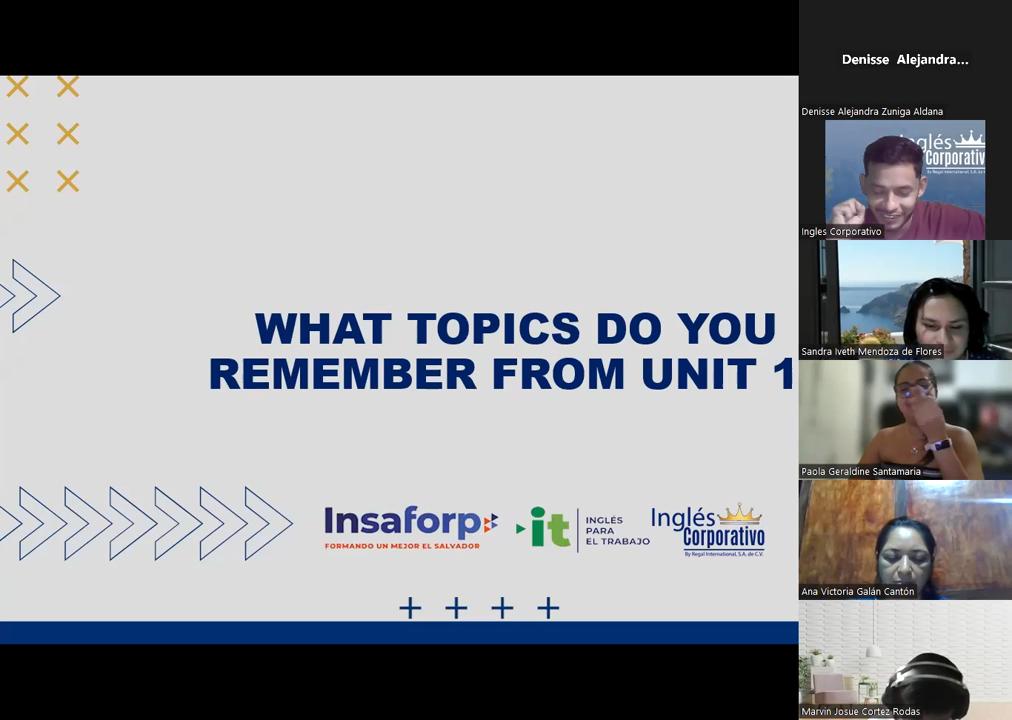 WHAT TOPICS DO YOU
REMEMBER FROM UNIT 1
Insaforp
FORMANDO UN MEJOR EL SALVADOR
it
INGLÉS
PARA
EL TRABAJO
Inglés
Corporativo
By Regal International, S.A. de C.V.
Denisse Alejandra...
Denisse Alejandra Zuniga Aldana
glés
Corporativ
Ingles Corporativo
Sandra Iveth Mendoza de Flores
Paola Geraldine Santamaria
Ana Victoria Galán Cantón
Marvin Josue Cortez Rodas